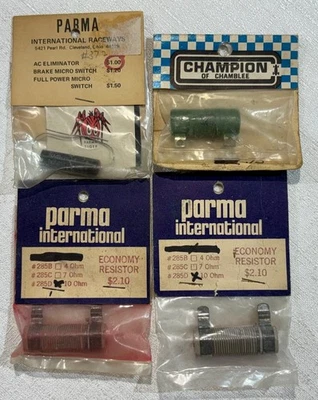 PARMA
INTERNATIONAL RACEWAYS
5421 Pearl Rd. Cleveland, Ohio 44129
AC ELIMINATOR $1.00
BRAKE MICRO SWITCH $1.50
FULL POWER MICRO
SWITCH $1.50
CHAMPION
OF CHAMBLEE
parma
international
# 285B 4 Ohm
# 285C 7 Ohm
# 285D 10 Ohm
ECONOMY
RESISTOR
$2.10
parma
international
# 285B 4 Ohm
# 285C 7 Ohm
# 285D 10 Ohm
ECONOMY
RESISTOR
$2.10